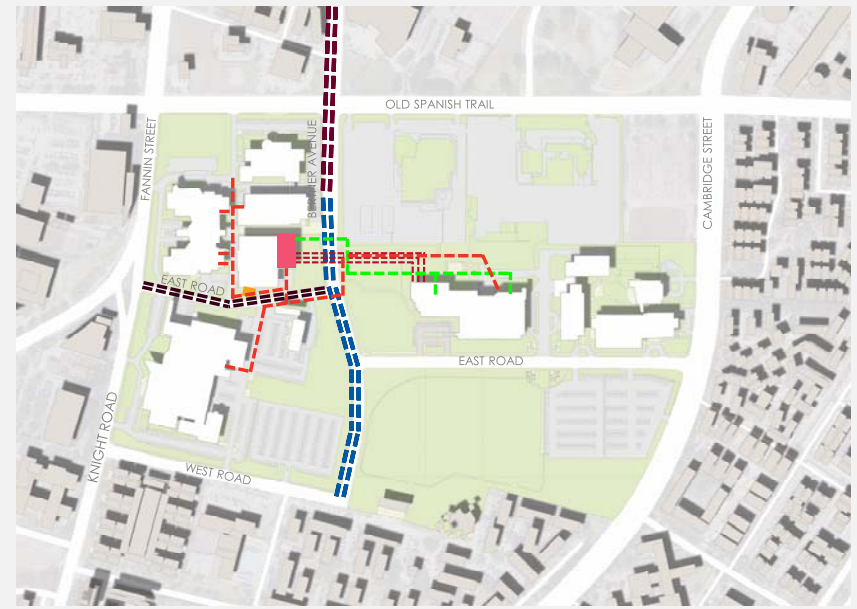 OLD SPANISH TRAIL
FANNIN STREET
BERTNER AVENUE
CAMBRIDGE STREET
EAST ROAD
EAST ROAD
KNIGHT ROAD
WEST ROAD